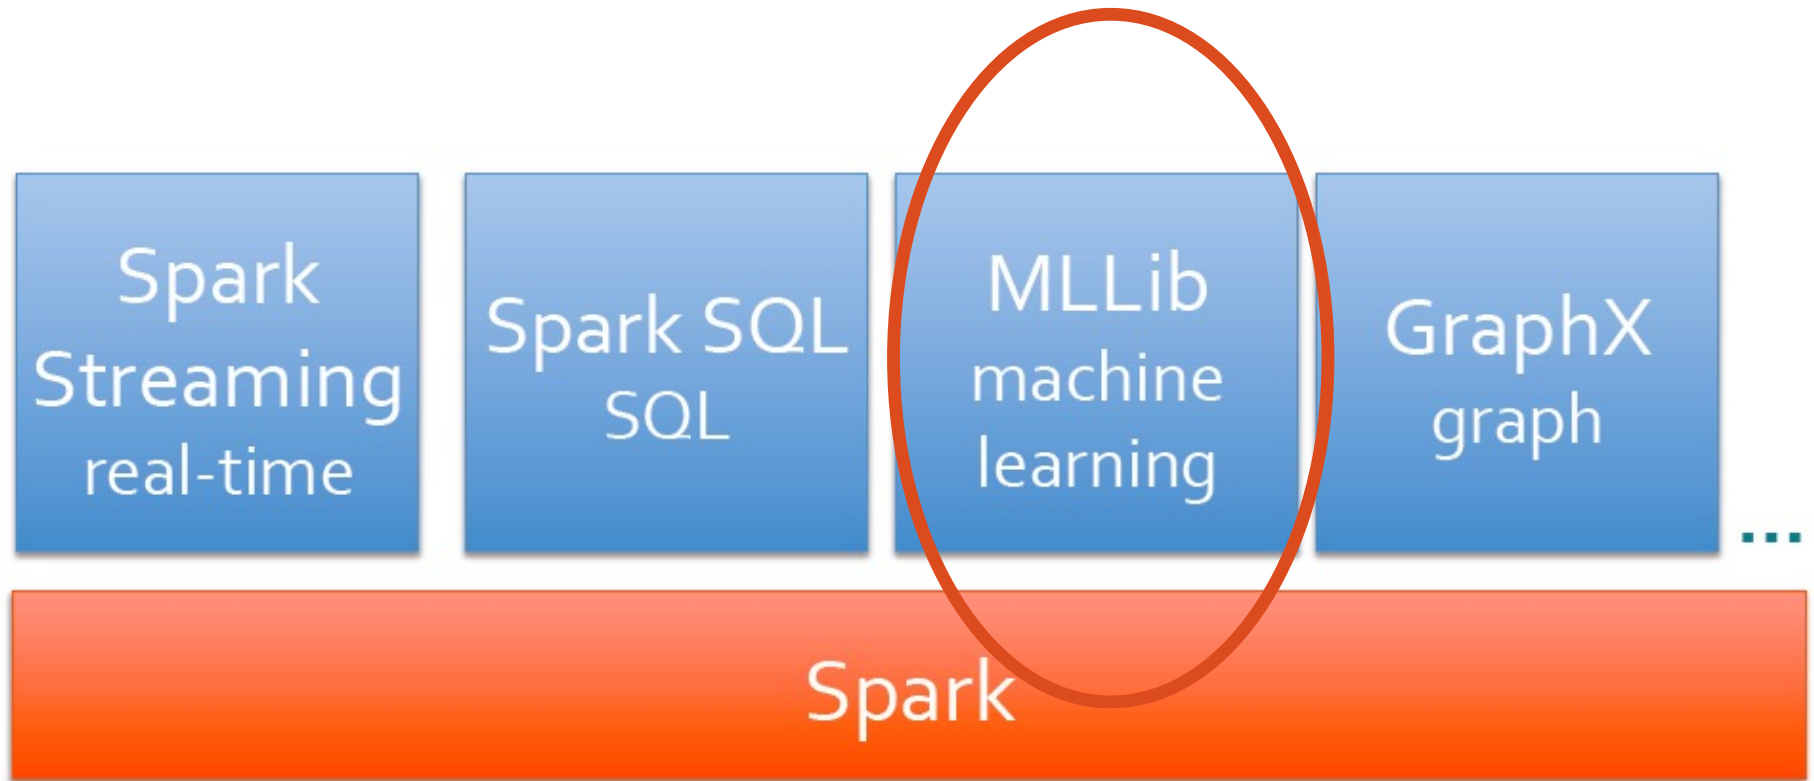 Spark
Streaming
real-time
Spark SQL
SQL
MLLib
machine
learning
GraphX
graph
...
Spark